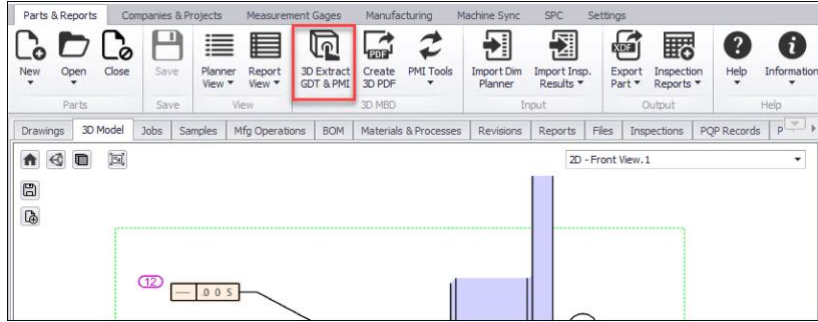 Parts & Reports Companies & Projects Measurement Gages Manufacturing Machine Sync SPC Settings
New Open Close Save Planner View Report View 3D Extract GDT & PMI Create 3D PDF PMI Tools Import Dim Planner Import Insp. Results Export Part Inspection Reports Help Information
Parts Save View 3D MBD Input Output Help
Drawings 3D Model Jobs Samples Mfg Operations BOM Materials & Processes Revisions Reports Files Inspections PQP Records P
2D - Front View.1
12 — 005